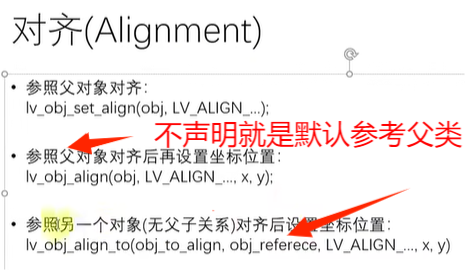 对齐(Alignment)
• 参照父对象对齐：
lv_obj_set_align(obj, LV_ALIGN_...);
不声明就是默认参考父类
• 参照父对象对齐后再设置坐标位置：
lv_obj_align(obj, LV_ALIGN_..., x, y);
• 参照另一个对象(无父子关系)对齐后设置坐标位置：
lv_obj_align_to(obj_to_align, obj_referece, LV_ALIGN_..., x, y)